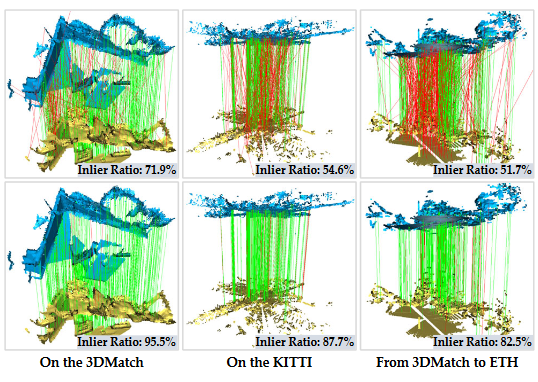 Inlier Ratio: 71.9%
Inlier Ratio: 54.6%
Inlier Ratio: 51.7%
Inlier Ratio: 95.5%
Inlier Ratio: 87.7%
Inlier Ratio: 82.5%
On the 3DMatch
On the KITTI
From 3DMatch to ETH